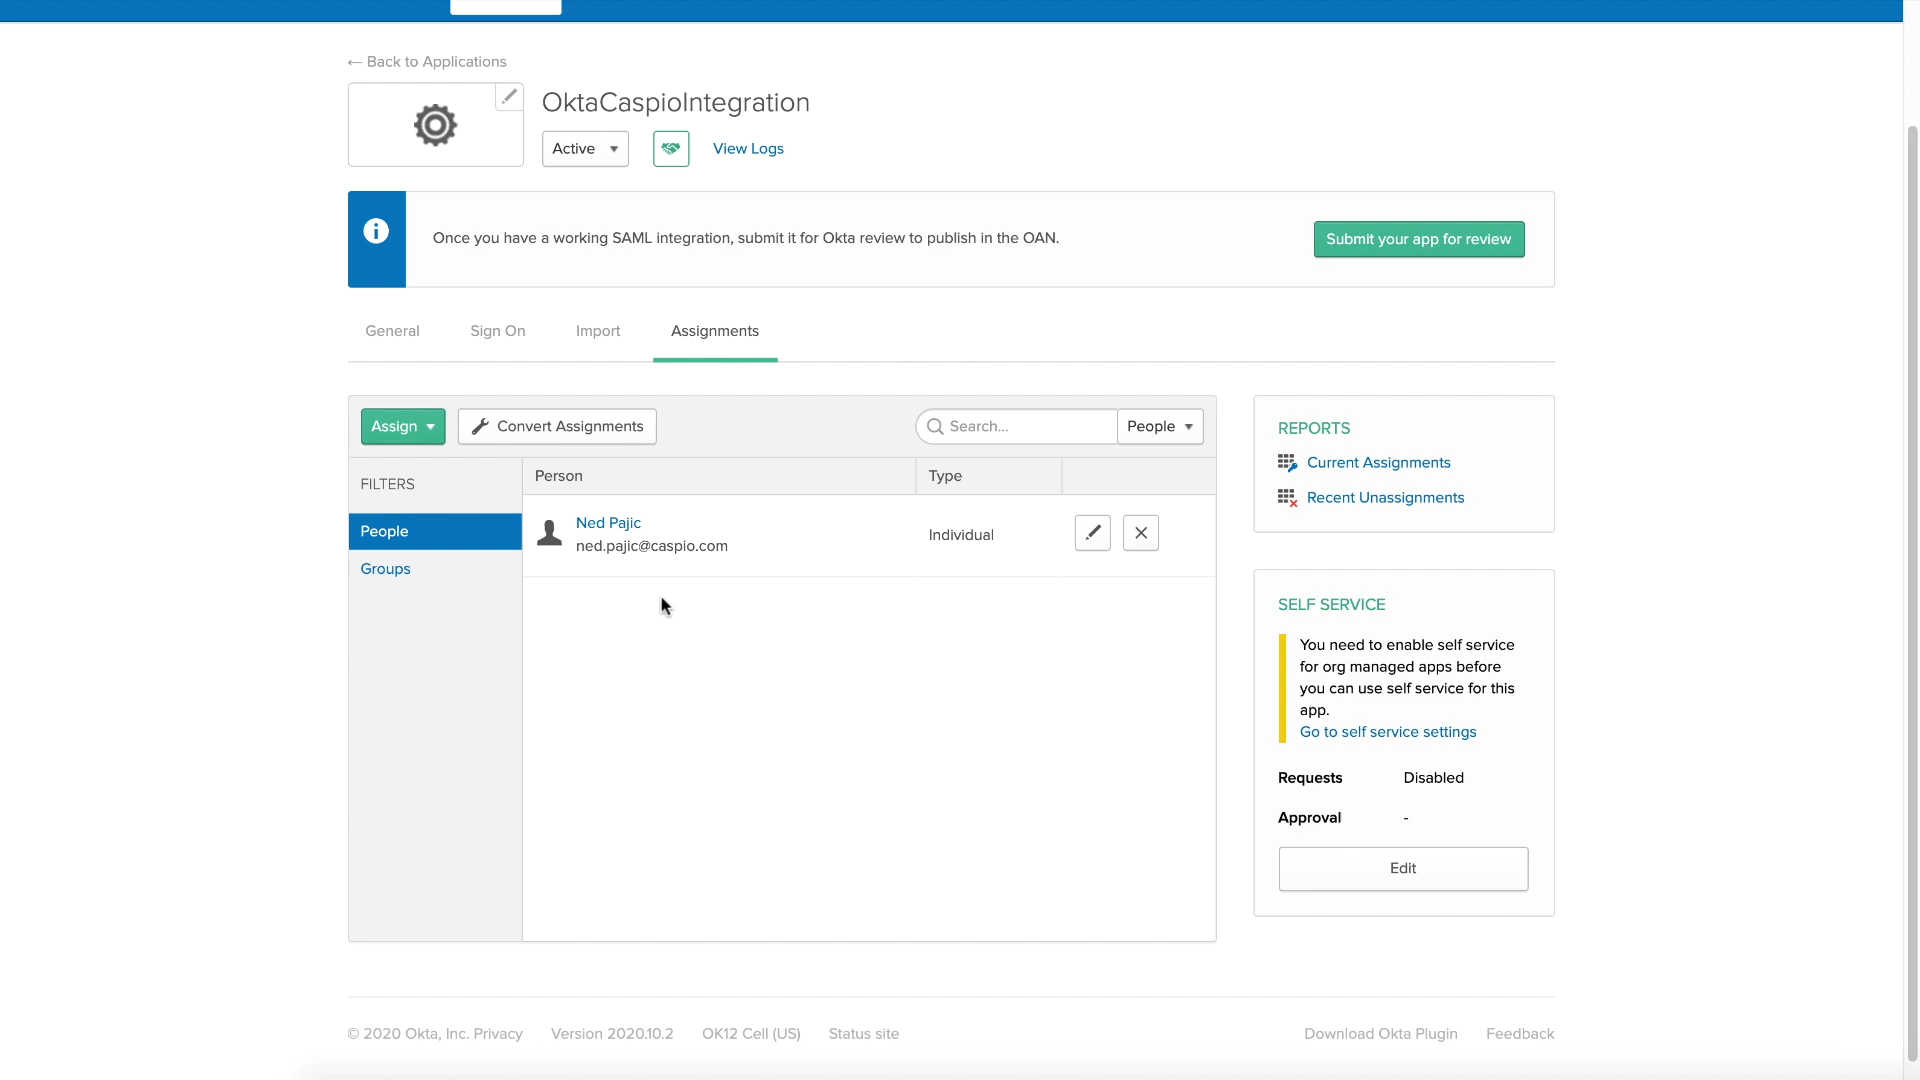 ← Back to Applications
OktaCaspioIntegration
Active
View Logs
Once you have a working SAML integration, submit it for Okta review to publish in the OAN.
Submit your app for review
General
Sign On
Import
Assignments
Assign
Convert Assignments
Search...
People
FILTERS
People
Groups
Person
Type
Ned Pajic
ned.pajic@caspio.com
Individual
REPORTS
Current Assignments
Recent Unassignments
SELF SERVICE
You need to enable self service
for org managed apps before
you can use self service for this
app.
Go to self service settings
Requests Disabled
Approval -
Edit
© 2020 Okta, Inc. Privacy
Version 2020.10.2
OK12 Cell (US)
Status site
Download Okta Plugin
Feedback